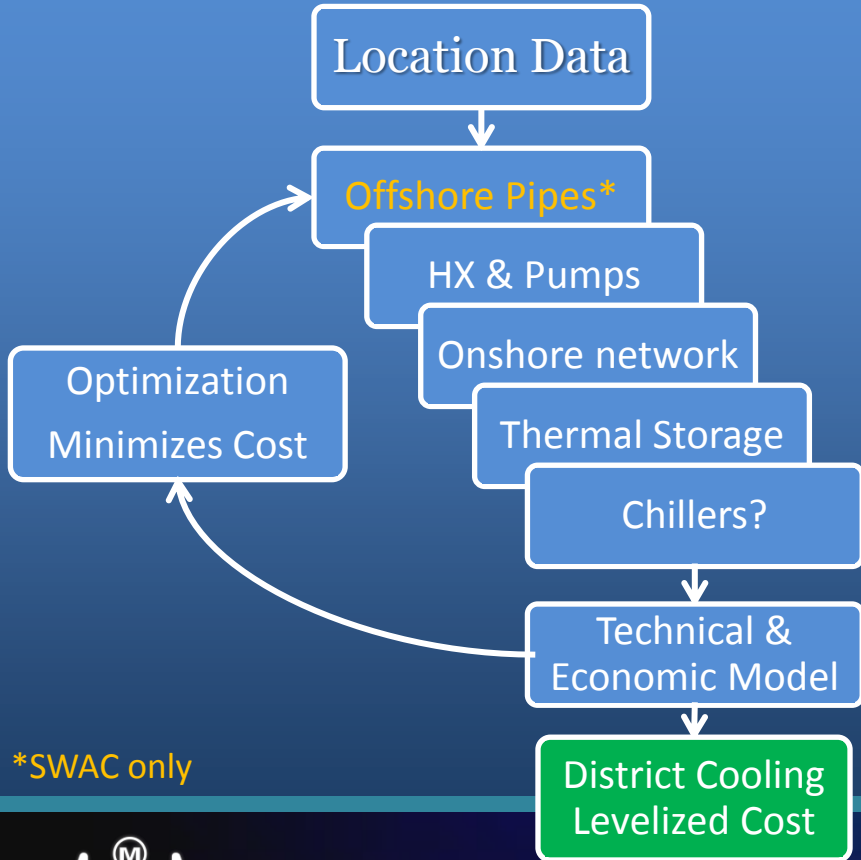 Location Data
Offshore Pipes*
HX & Pumps
Onshore network
Optimization
Minimizes Cost
Thermal Storage
Chillers?
Technical &
Economic Model
*SWAC only
District Cooling
Levelized Cost